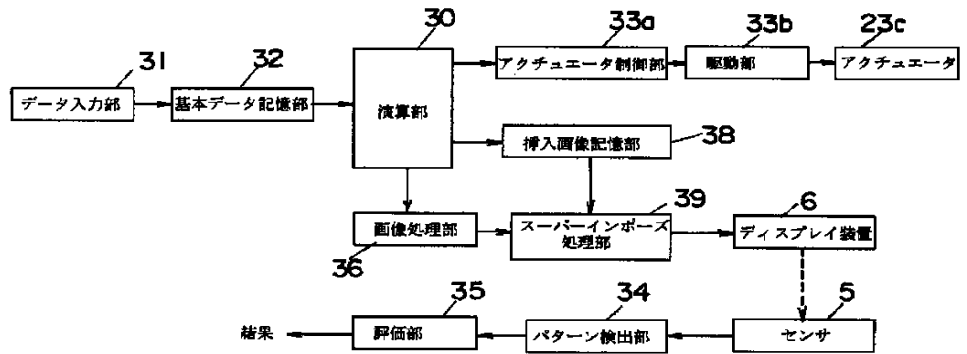 30
33a
33b
23c
31
32
アクチュエータ制御部
駆動部
アクチュエータ
データ入力部
基本データ記憶部
演算部
挿入画像記憶部
38
39
6
画像処理部
スーパーインポーズ
処理部
ディスプレイ装置
36
35
34
5
結果
評価部
パターン検出部
センサ